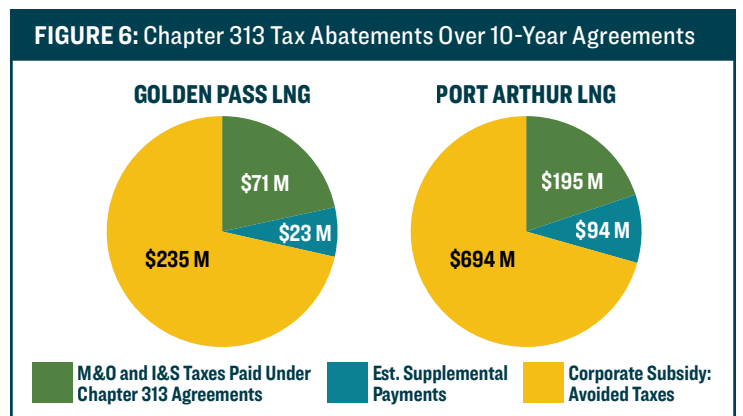 FIGURE 6: Chapter 313 Tax Abatements Over 10-Year Agreements
GOLDEN PASS LNG
$71 M
$23 M
$235 M
PORT ARTHUR LNG
$195 M
$94 M
$694 M
M&O and I&S Taxes Paid Under
Chapter 313 Agreements
Est. Supplemental
Payments
Corporate Subsidy:
Avoided Taxes